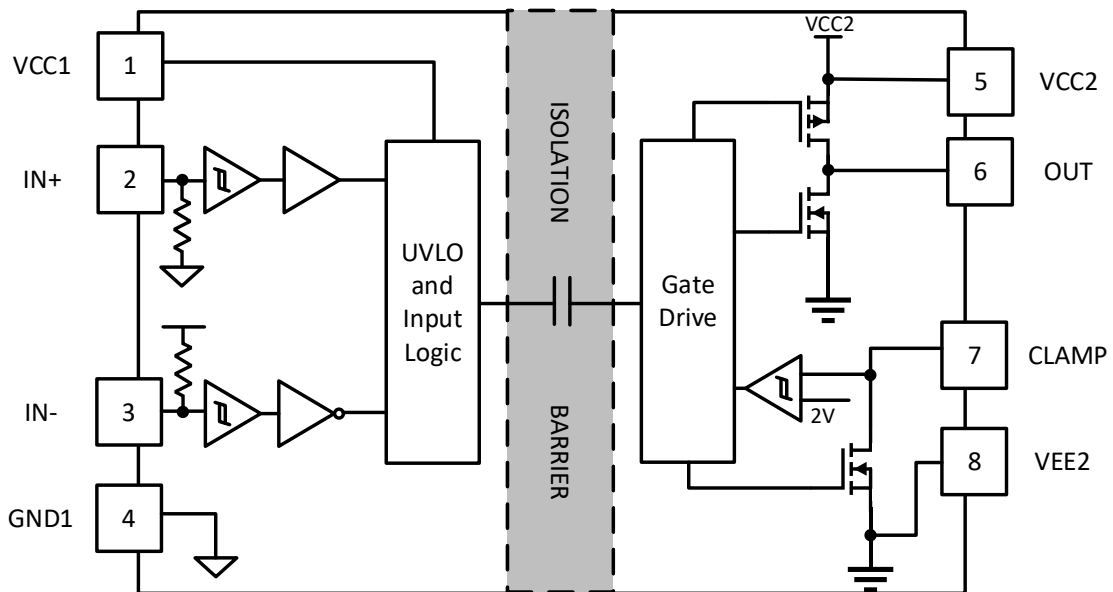 VCC1
1
IN+
2
IN-
3
GND1
4
UVLO
and
Input
Logic
ISOLATION
BARRIER
Gate
Drive
VCC2
2V
5
VCC2
6
OUT
7
CLAMP
8
VEE2